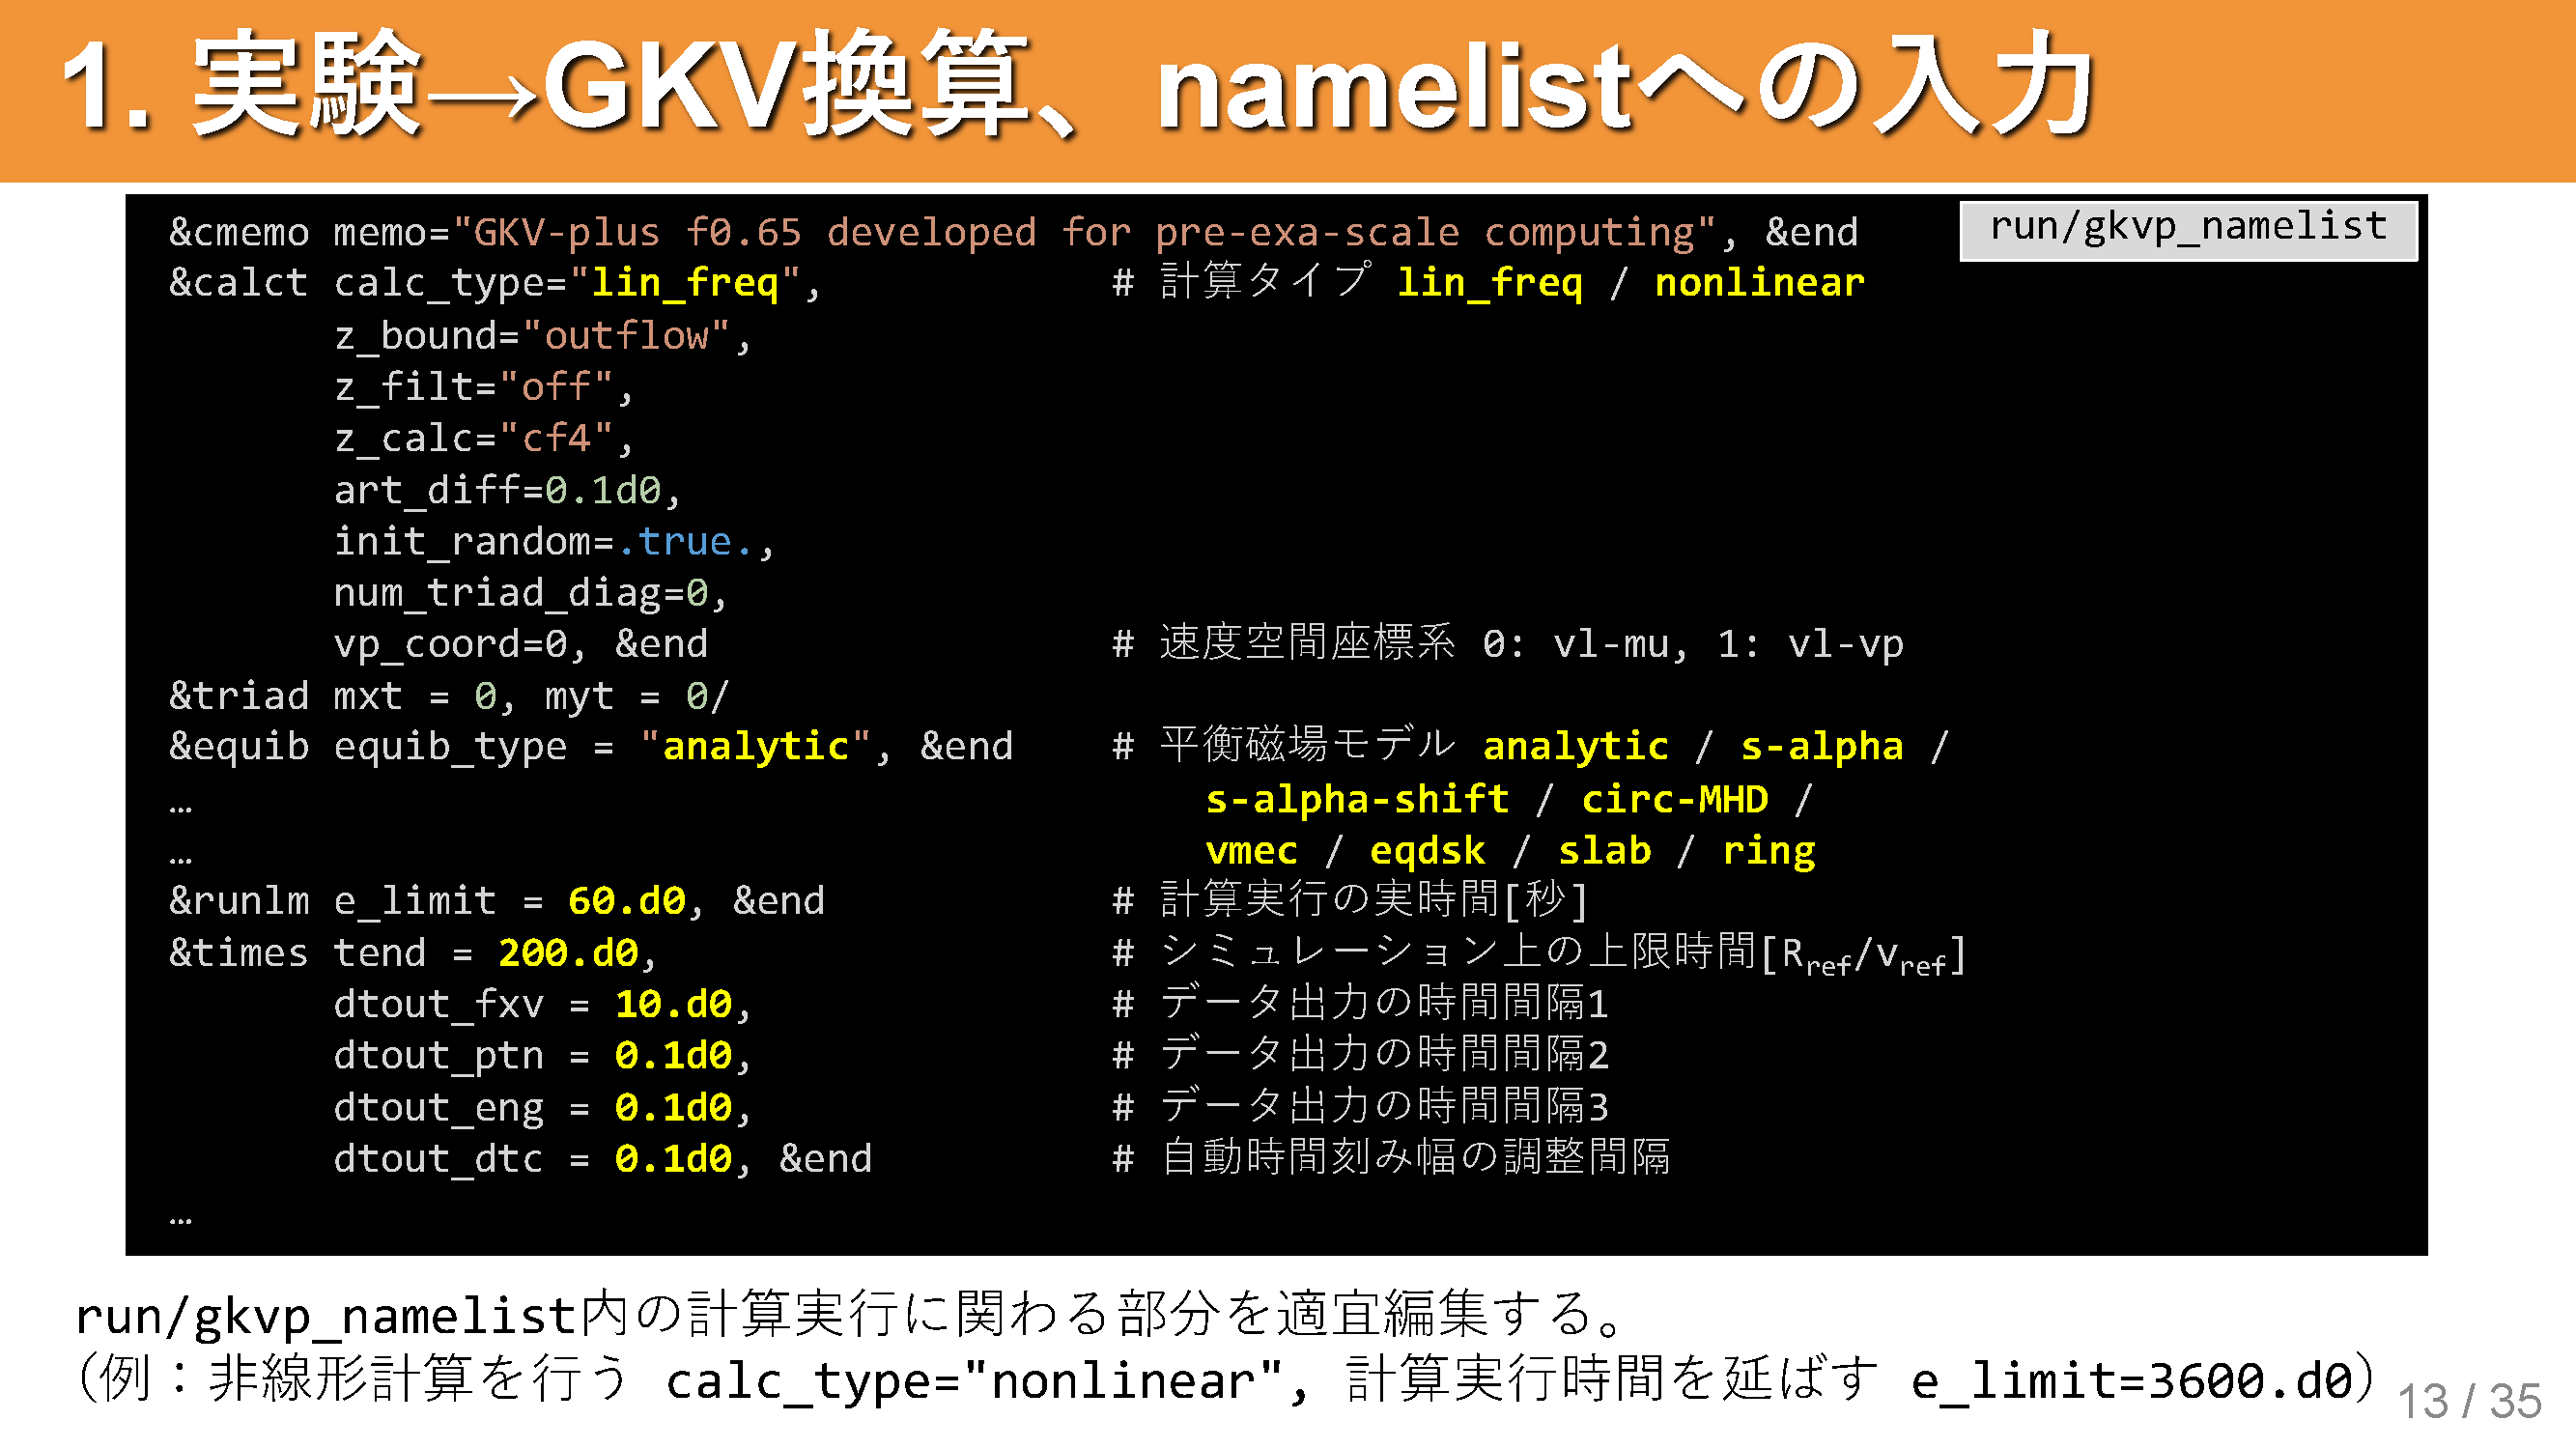 1. 実験→GKV換算、namelistへの入力
run/gkvp_namelist
&cmemo memo="GKV-plus f0.65 developed for pre-exa-scale computing", &end
&calct calc_type="lin_freq", # 計算タイプ lin_freq / nonlinear
z_bound="outflow",
z_filt="off",
z_calc="cf4",
art_diff=0.1d0,
init_random=.true.,
num_triad_diag=0,
vp_coord=0, &end # 速度空間座標系 0: vl-mu, 1: vl-vp
&triad mxt = 0, myt = 0/
&equib equib_type = "analytic", &end # 平衡磁場モデル analytic / s-alpha /
… s-alpha-shift / circ-MHD /
… vmec / eqdsk / slab / ring
&runlm e_limit = 60.d0, &end # 計算実行の実時間[秒]
&times tend = 200.d0, # シミュレーション上の上限時間[Rref/vref]
dtout_fxv = 10.d0, # データ出力の時間間隔1
dtout_ptn = 0.1d0, # データ出力の時間間隔2
dtout_eng = 0.1d0, # データ出力の時間間隔3
dtout_dtc = 0.1d0, &end # 自動時間刻み幅の調整間隔
…
run/gkvp_namelist内の計算実行に関わる部分を適宜編集する。
（例：非線形計算を行う calc_type="nonlinear", 計算実行時間を延ばす e_limit=3600.d0）
13 / 35